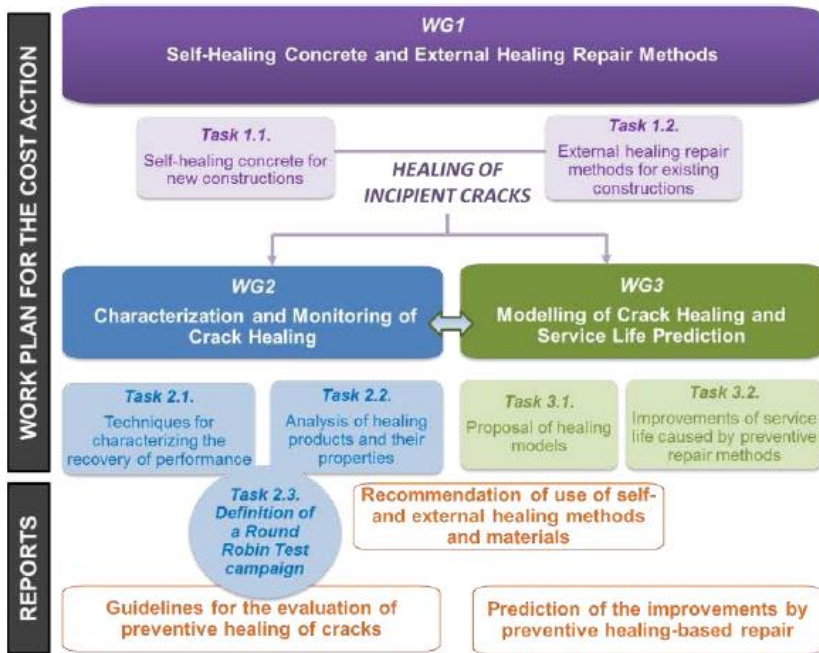 WORK PLAN FOR THE COST ACTION
WG1
Self-Healing Concrete and External Healing Repair Methods
Task 1.1.
Self-healing concrete for
new constructions
Task 1.2.
External healing repair
methods for existing
constructions
HEALING OF
INCIPIENT CRACKS
WG2
Characterization and Monitoring of
Crack Healing
WG3
Modelling of Crack Healing and
Service Life Prediction
Task 2.1.
Techniques for
characterizing the
recovery of performance
Task 2.2.
Analysis of healing
products and their
properties
Task 3.1.
Proposal of healing
models
Task 3.2.
Improvements of service
life caused by preventive
repair methods
REPORTS
Task 2.3.
Definition of
a Round
Robin Test
campaign
Recommendation of use of self-
and external healing methods
and materials
Guidelines for the evaluation of
preventive healing of cracks
Prediction of the improvements by
preventive healing-based repair